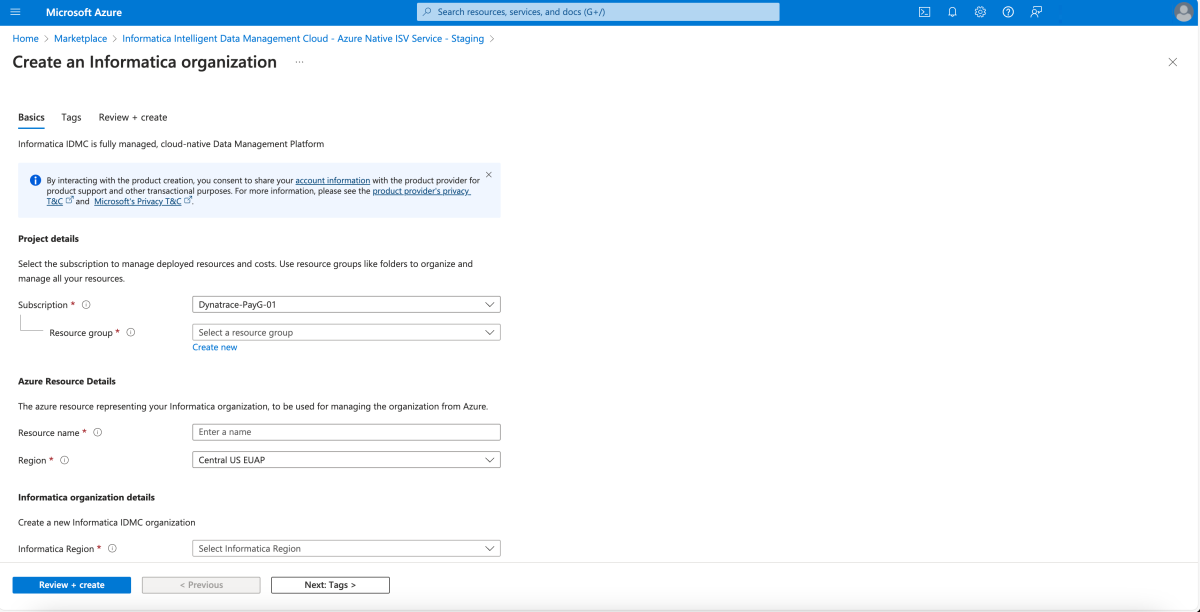 Microsoft Azure
Search resources, services, and docs (G+/)
Home > Marketplace > Informatica Intelligent Data Management Cloud - Azure Native ISV Service - Staging >
Create an Informatica organization ...
Basics Tags Review + create
Informatica IDMC is fully managed, cloud-native Data Management Platform
By interacting with the product creation, you consent to share your account information with the product provider for
product support and other transactional purposes. For more information, please see the product provider's privacy
T&C and Microsoft's Privacy T&C.
Project details
Select the subscription to manage deployed resources and costs. Use resource groups like folders to organize and
manage all your resources.
Subscription * Dynatrace-PayG-01
Resource group * Select a resource group
Create new
Azure Resource Details
The azure resource representing your Informatica organization, to be used for managing the organization from Azure.
Resource name * Enter a name
Region * Central US EUAP
Informatica organization details
Create a new Informatica IDMC organization
Informatica Region * Select Informatica Region
Review + create < Previous Next: Tags >